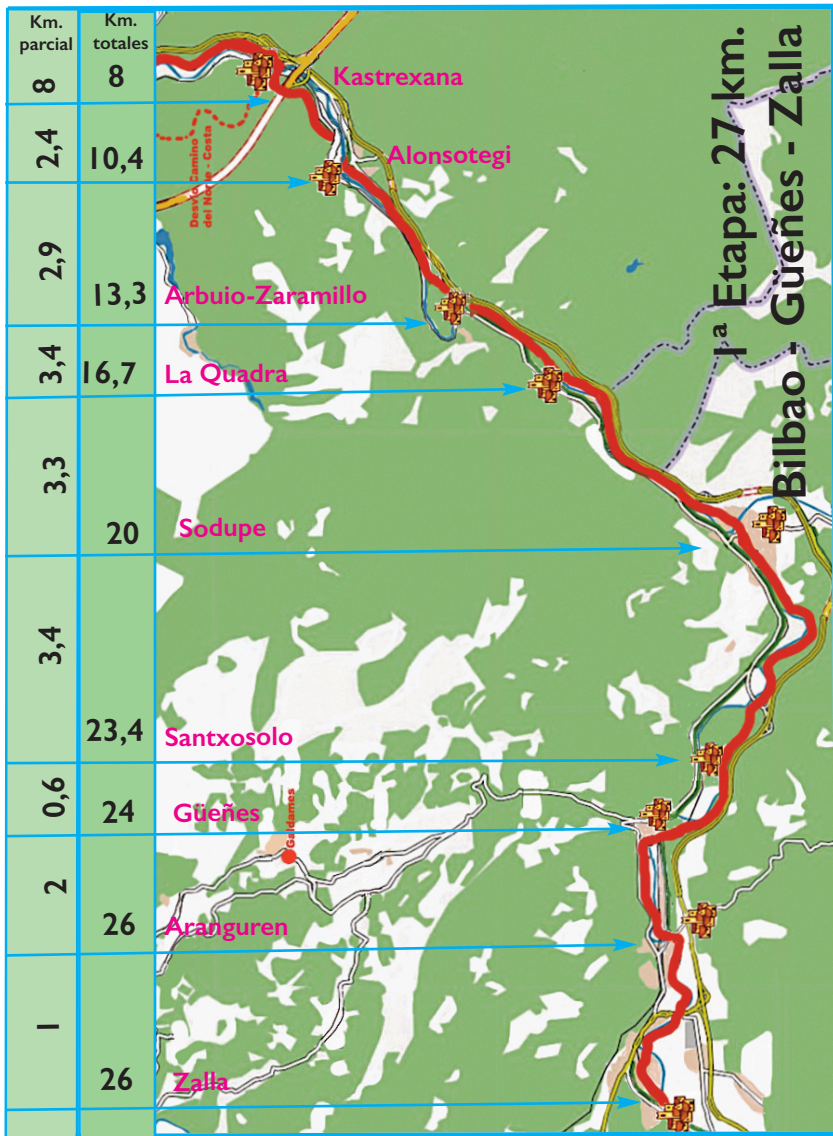 Km. parcial
Km. totales
8
8
Kastrexana
2,4
10,4
Alonsotegi
2,9
13,3
Arbuio-Zaramillo
3,4
16,7
La Quadra
3,3
20
Sodupe
3,4
23,4
Santxosolo
0,6
24
Güeñes
2
26
Aranguren
1
26
Zalla
Desvío Camino
del Norte - Costa
Galdames
1ª Etapa: 27 km.
Bilbao - Güeñes - Zalla